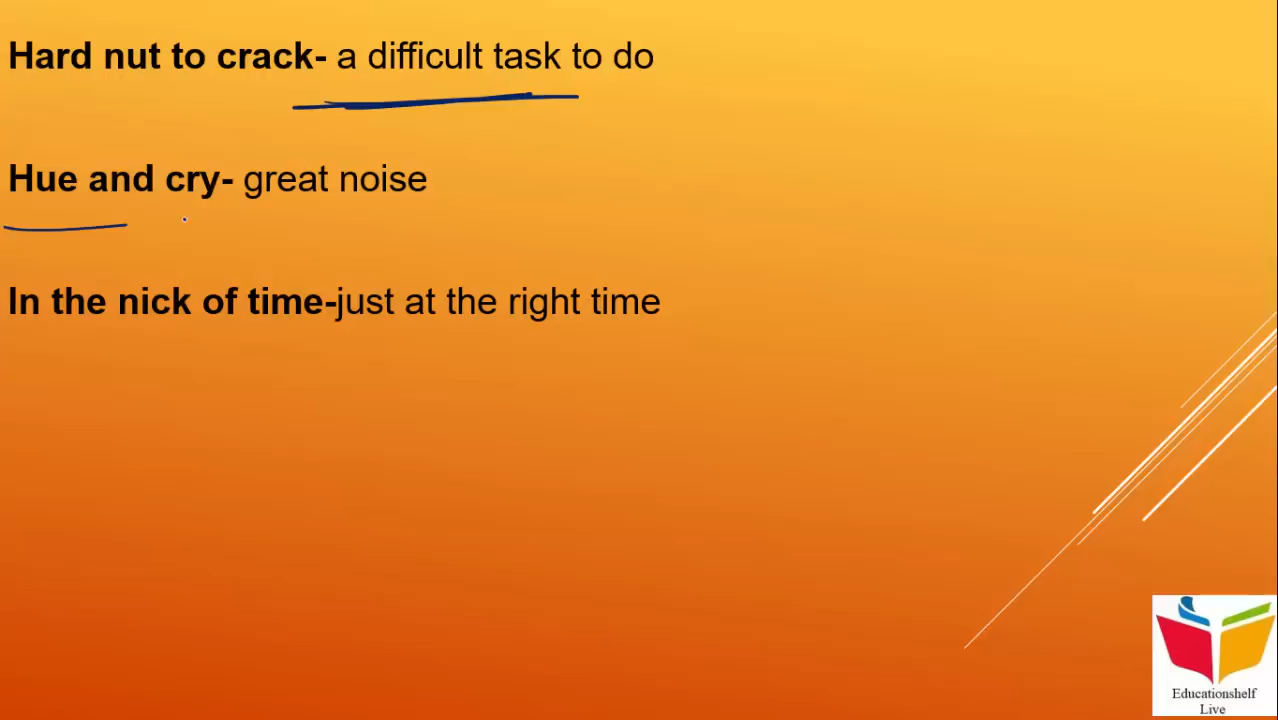 Hard nut to crack- a difficult task to do
Hue and cry- great noise
In the nick of time-just at the right time
Educationshelf
Live